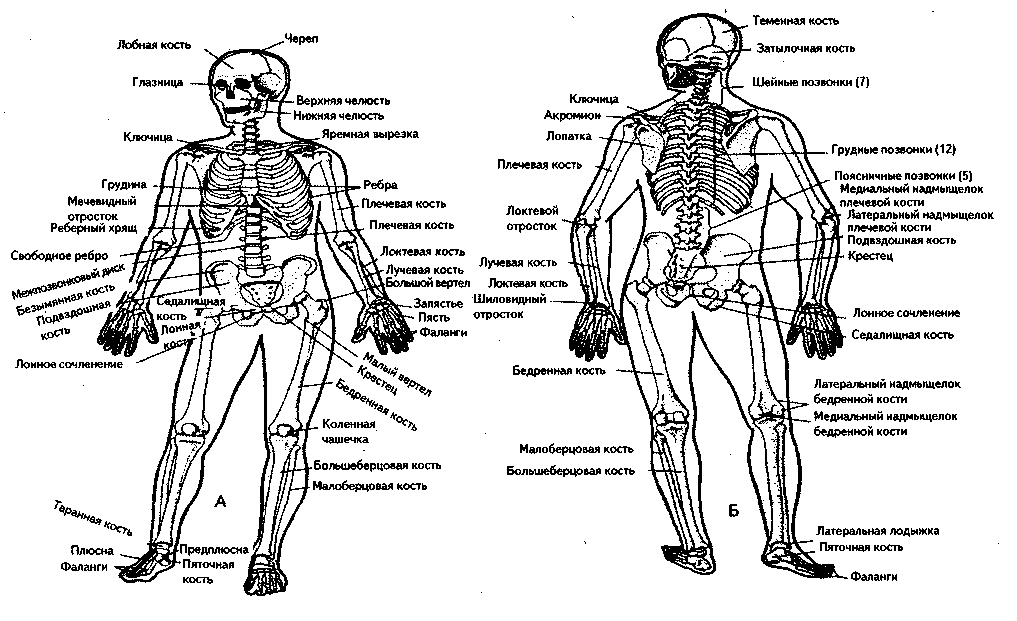 Лобная кость
Череп
Глазница
Верхняя челюсть
Нижняя челюсть
Ключица
Яремная вырезка
Грудина
Ребра
Мечевидный
отросток
Плечевая кость
Реберный хрящ
Плечевая кость
Свободное ребро
Локтевая кость
Межпозвонковый диск
Лучевая кость
Безымянная кость
Большой вертел
Подвздошная
кость
Седалищная
кость
Запястье
Пясть
Лонная
кость
Фаланги
Лонное сочленение
Малый вертел
Крестец
Бедренная кость
Коленная
чашечка
Большеберцовая кость
Малоберцовая кость
А
Таранная кость
Плюсна
Предплюсна
Фаланги
Пяточная
кость
Теменная кость
Затылочная кость
Шейные позвонки (7)
Ключица
Акромион
Лопатка
Грудные позвонки (12)
Плечевая кость
Поясничные позвонки (5)
Медиальный надмыщелок
плечевой кости
Локтевой
отросток
Латеральный надмыщелок
плечевой кости
Подвздошная кость
Крестец
Лучевая кость
Локтевая кость
Шиловидный
отросток
Лонное сочленение
Седалищная кость
Бедренная кость
Латеральный надмыщелок
бедренной кости
Медиальный надмыщелок
бедренной кости
Малоберцовая кость
Большеберцовая кость
Б
Латеральная лодыжка
Пяточная кость
Фаланги